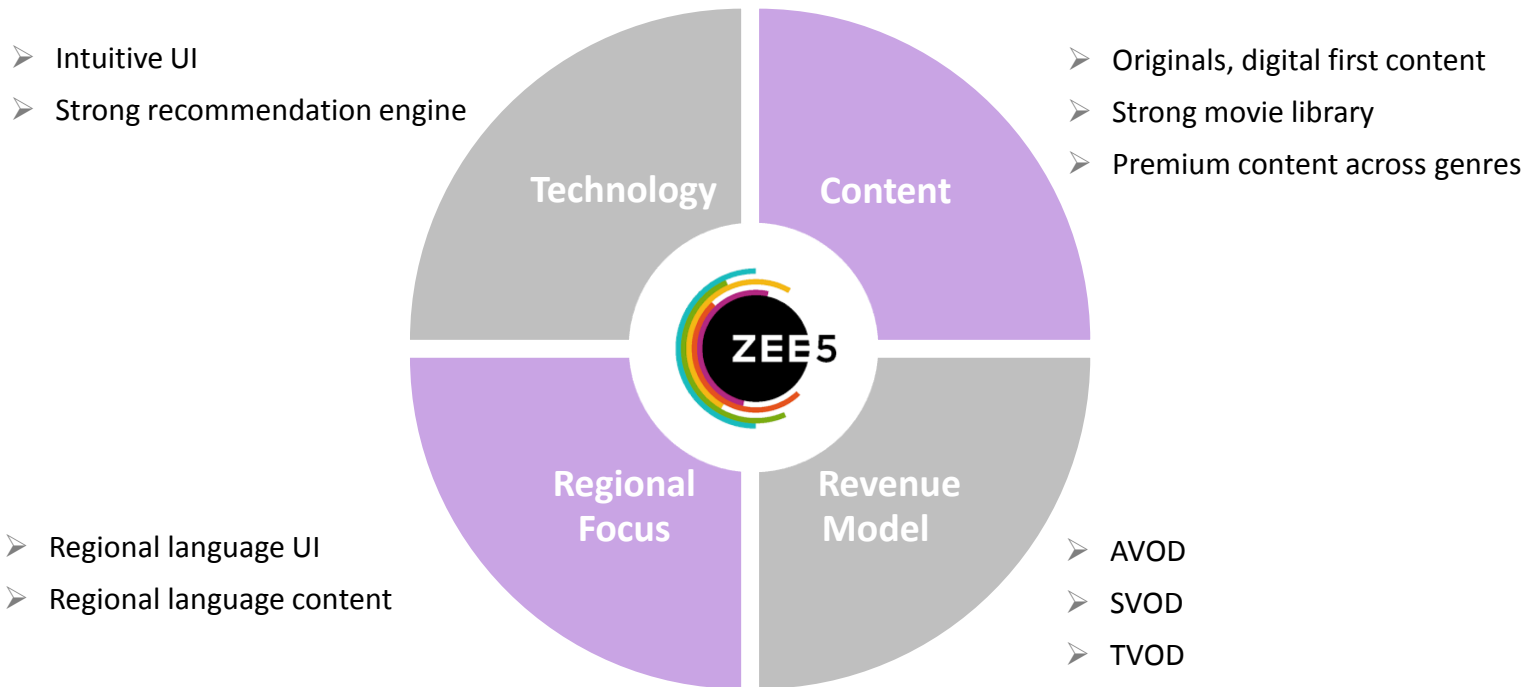 Intuitive UI
Strong recommendation engine
Originals, digital first content
Strong movie library
Premium content across genres
Technology
Content
ZEE5
Regional
Focus
Revenue
Model
Regional language UI
Regional language content
AVOD
SVOD
TVOD